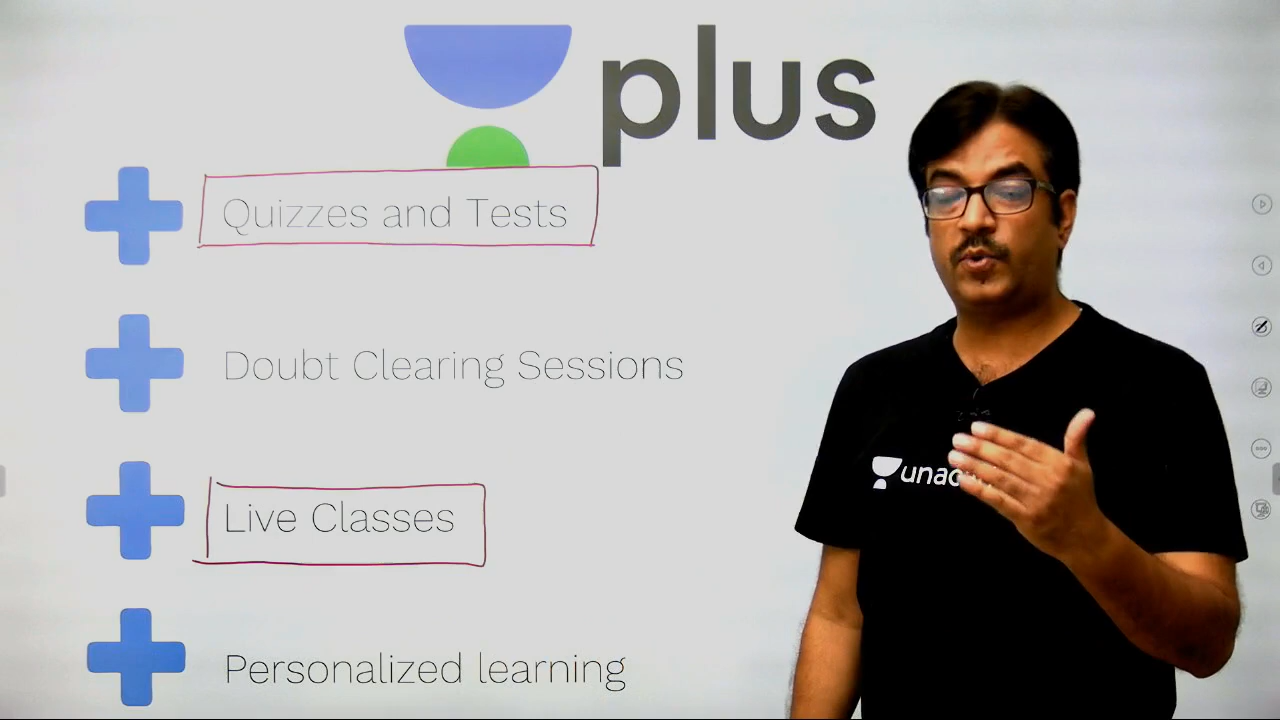 plus
Quizzes and Tests
Doubt Clearing Sessions
Live Classes
Personalized learning